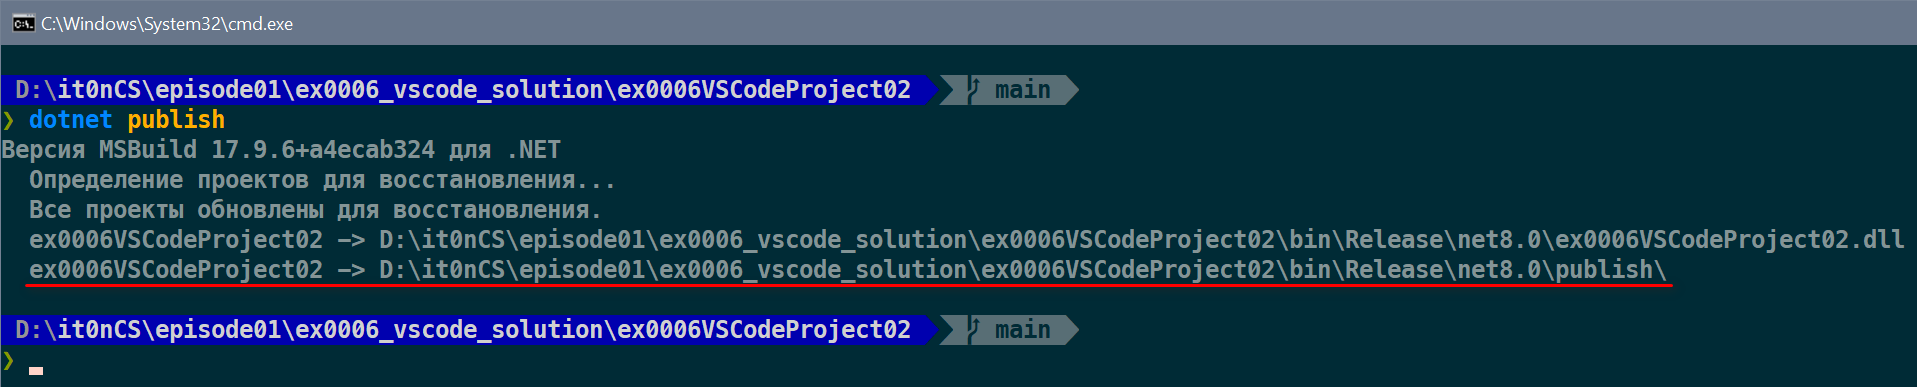 C:\Windows\System32\cmd.exe
D:\it0nCS\episode01\ex0006_vscode_solution\ex0006VSCodeProject02 main
❯ dotnet publish
Версия MSBuild 17.9.6+a4ecab324 для .NET
Определение проектов для восстановления...
Все проекты обновлены для восстановления.
ex0006VSCodeProject02 -> D:\it0nCS\episode01\ex0006_vscode_solution\ex0006VSCodeProject02\bin\Release\net8.0\ex0006VSCodeProject02.dll
ex0006VSCodeProject02 -> D:\it0nCS\episode01\ex0006_vscode_solution\ex0006VSCodeProject02\bin\Release\net8.0\publish\
D:\it0nCS\episode01\ex0006_vscode_solution\ex0006VSCodeProject02 main
❯